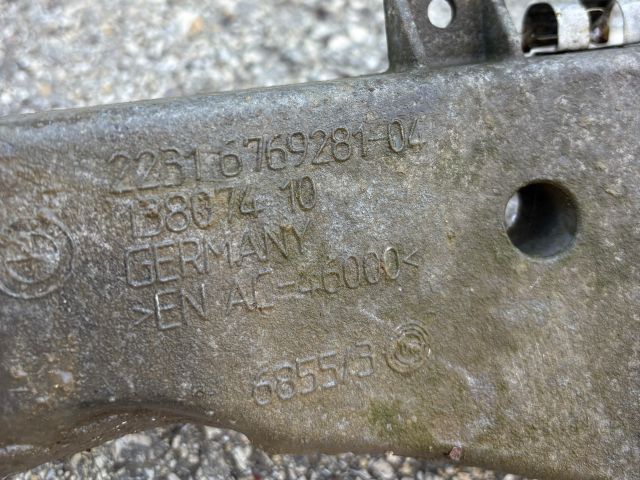 2231 6769281-04
138074 10
GERMANY
>EN AC-46000<
6855/3